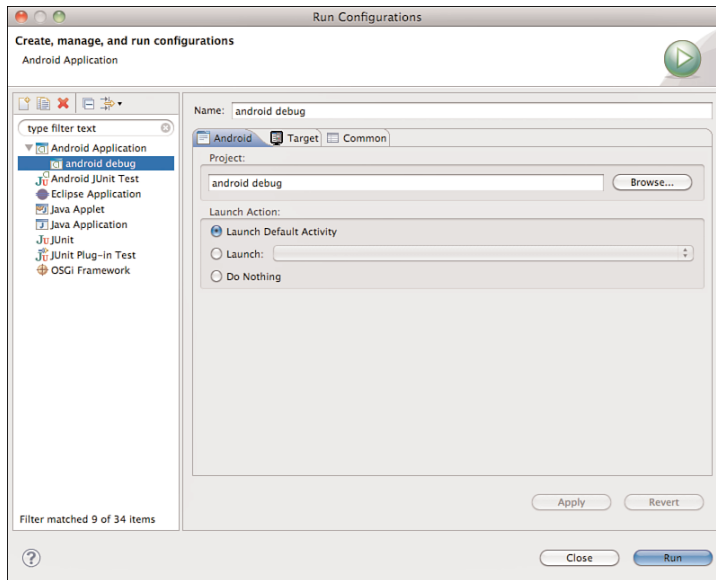 Run Configurations
Create, manage, and run configurations
Android Application
type filter text
Android Application
android debug
Android JUnit Test
Eclipse Application
Java Applet
Java Application
JUnit
JUnit Plug-in Test
OSGi Framework
Filter matched 9 of 34 items
Name: android debug
Android Target Common
Project:
android debug Browse...
Launch Action:
Launch Default Activity
Launch:
Do Nothing
Apply Revert
? Close Run